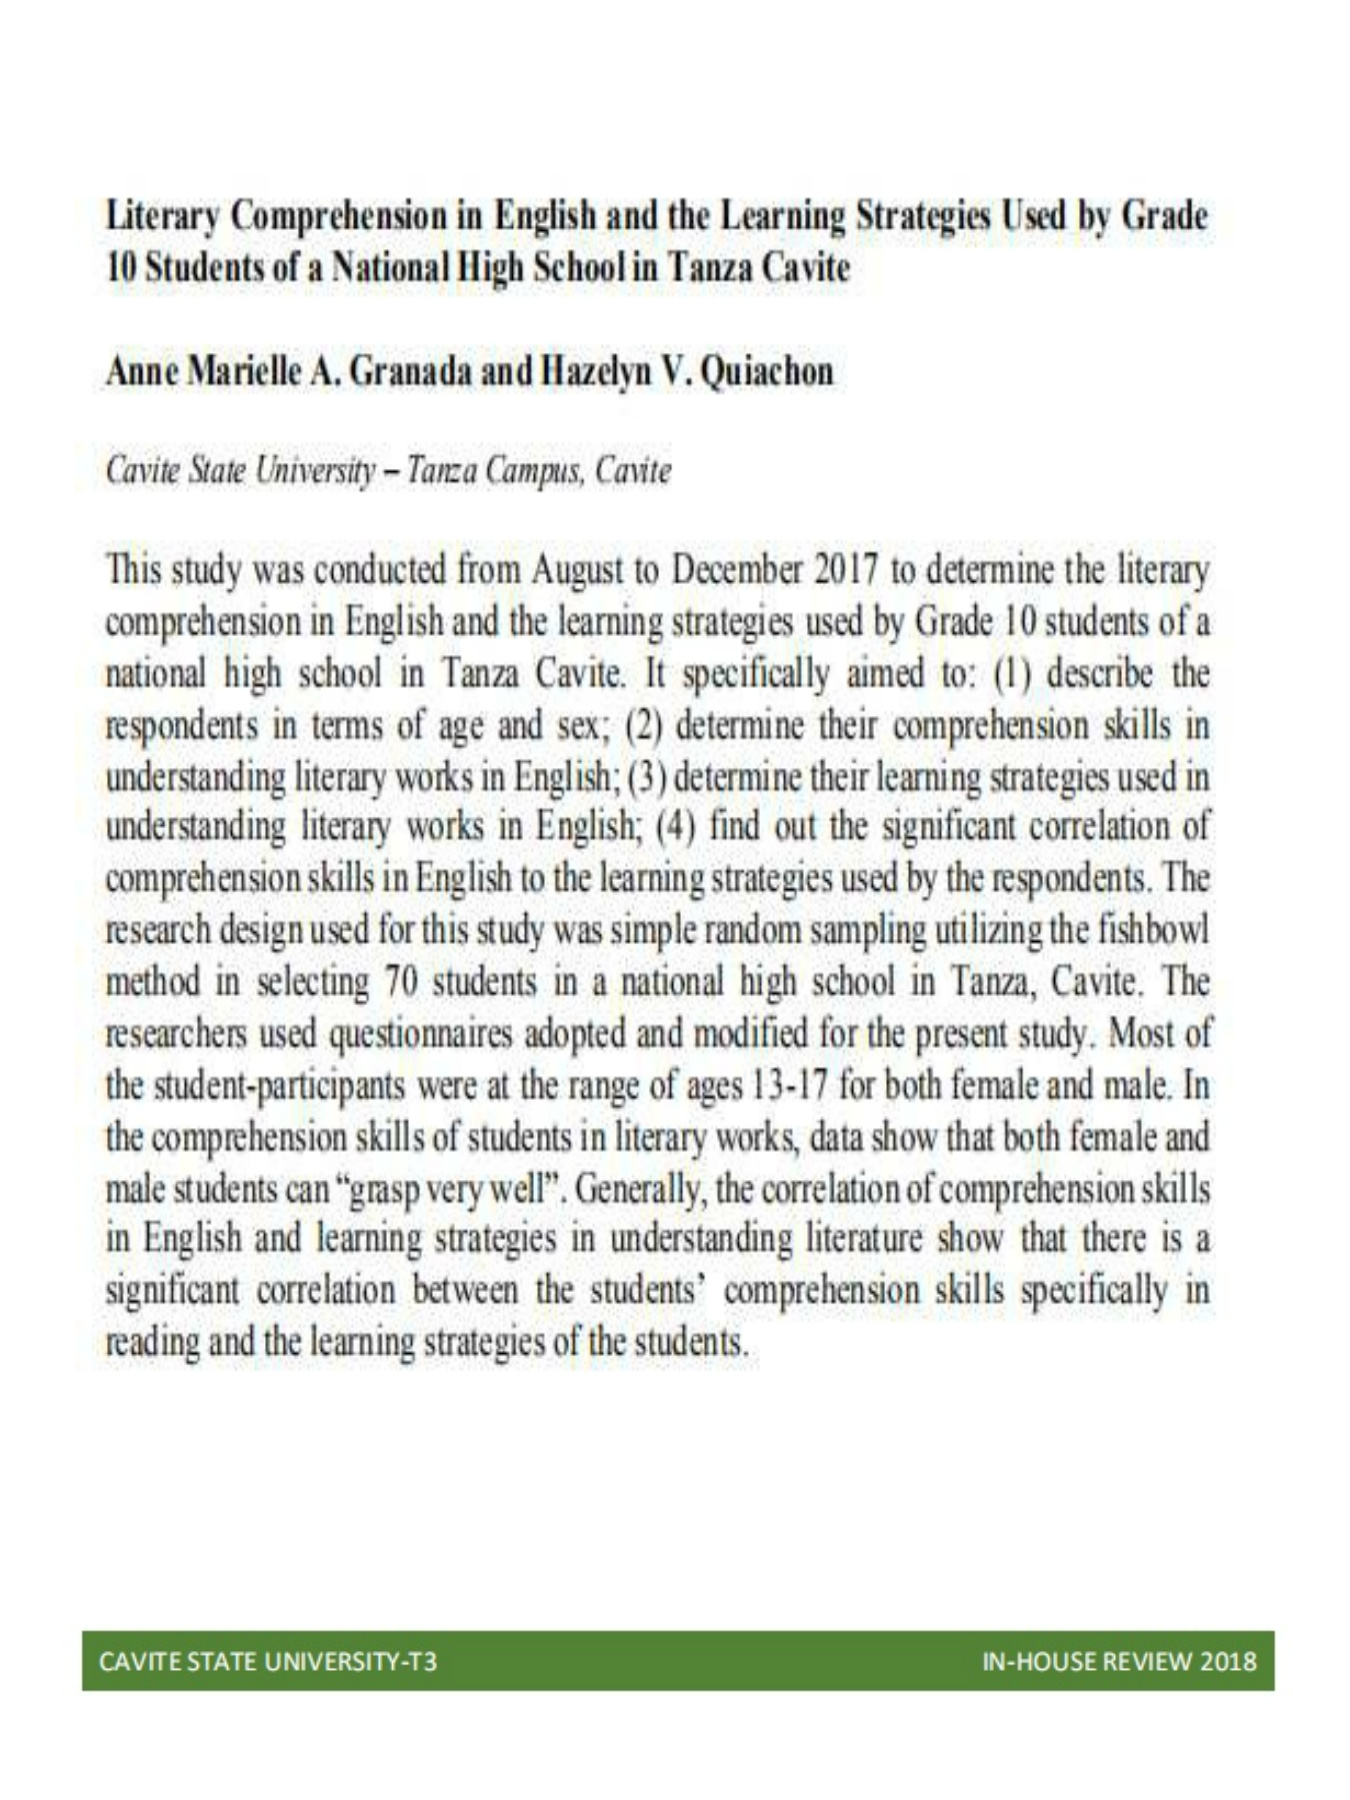 Literary Comprehension in English and the Learning Strategies Used by Grade
10 Students of a National High School in Tanza Cavite
Anne Marielle A. Granada and Hazelyn V. Quiachon
Cavite State University – Tanza Campus, Cavite
This study was conducted from August to December 2017 to determine the literary
comprehension in English and the learning strategies used by Grade 10 students of a
national high school in Tanza Cavite. It specifically aimed to: (1) describe the
respondents in terms of age and sex; (2) determine their comprehension skills in
understanding literary works in English; (3) determine their learning strategies used in
understanding literary works in English; (4) find out the significant correlation of
comprehension skills in English to the learning strategies used by the respondents. The
research design used for this study was simple random sampling utilizing the fishbowl
method in selecting 70 students in a national high school in Tanza, Cavite. The
researchers used questionnaires adopted and modified for the present study. Most of
the student-participants were at the range of ages 13-17 for both female and male. In
the comprehension skills of students in literary works, data show that both female and
male students can “grasp very well”. Generally, the correlation of comprehension skills
in English and learning strategies in understanding literature show that there is a
significant correlation between the students’ comprehension skills specifically in
reading and the learning strategies of the students.
CAVITE STATE UNIVERSITY-T3 IN-HOUSE REVIEW 2018